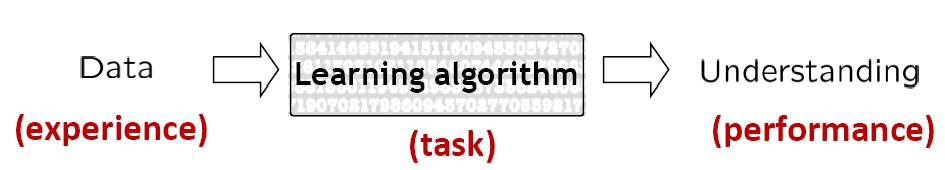 Data
Learning algorithm
Understanding
(experience)
(task)
(performance)